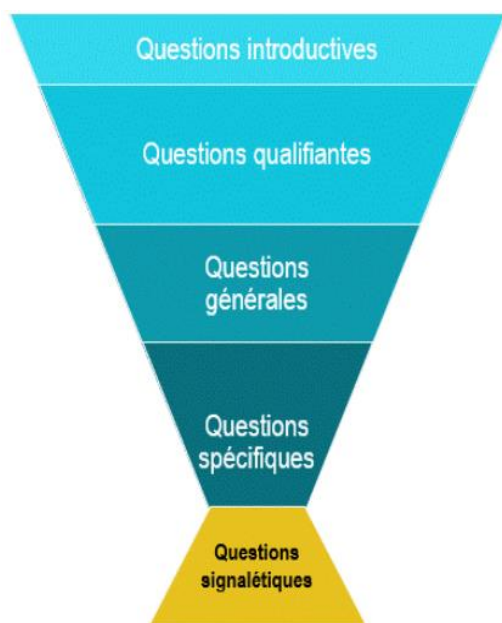 Questions introductives
Questions qualifiantes
Questions
générales
Questions
spécifiques
Questions
signalétiques